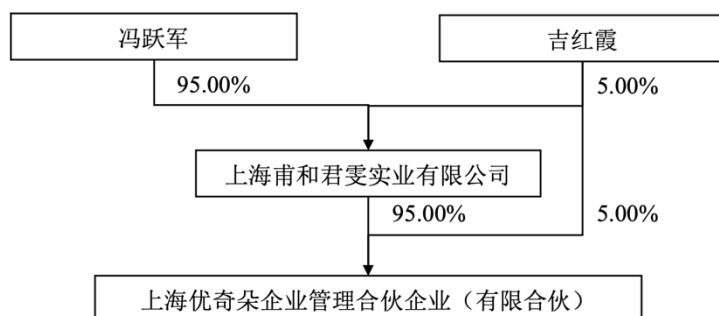 冯跃军
吉红霞
95.00%
5.00%
上海甫和君雯实业有限公司
95.00%
5.00%
上海优奇朵企业管理合伙企业（有限合伙）